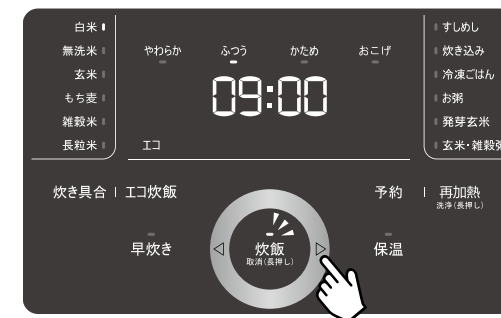 白米
無洗米
玄米
もち麦
雑穀米
長粒米
やわらか ふつう かため おこげ
09:00
エコ
すしめし
炊き込み
冷凍ごはん
お粥
発芽玄米
玄米・雑穀粥
炊き具合 エコ炊飯
早炊き
炊飯
取消(長押し)
予約
再加熱
洗浄(長押し)
保温